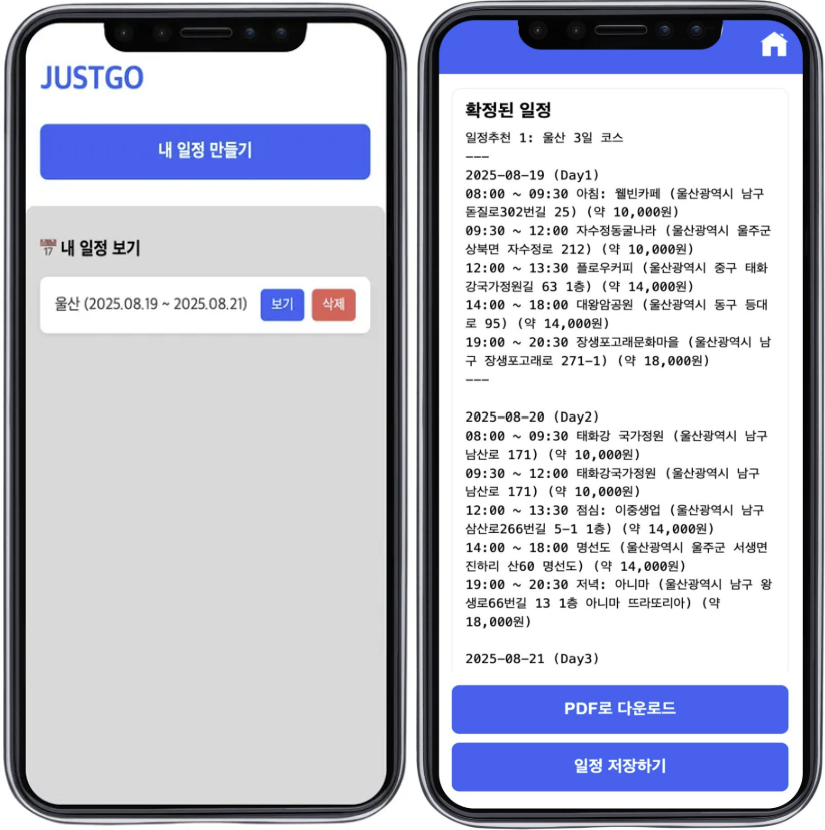 JUSTGO
내 일정 만들기
17 내 일정 보기
울산 (2025.08.19 ~ 2025.08.21) 보기 삭제
확정된 일정
일정추천 1: 울산 3일 코스
---
2025-08-19 (Day1)
08:00 ~ 09:30 아침: 웰빈카페 (울산광역시 남구
돋질로302번길 25) (약 10,000원)
09:30 ~ 12:00 자수정동굴나라 (울산광역시 울주군
상북면 자수정로 212) (약 10,000원)
12:00 ~ 13:30 플로우커피 (울산광역시 중구 태화
강국가정원길 63 1층) (약 14,000원)
14:00 ~ 18:00 대왕암공원 (울산광역시 동구 등대
로 95) (약 14,000원)
19:00 ~ 20:30 장생포고래문화마을 (울산광역시 남
구 장생포고래로 271-1) (약 18,000원)
---
2025-08-20 (Day2)
08:00 ~ 09:30 태화강 국가정원 (울산광역시 남구
남산로 171) (약 10,000원)
09:30 ~ 12:00 태화강국가정원 (울산광역시 남구
남산로 171) (약 10,000원)
12:00 ~ 13:30 점심: 이중생업 (울산광역시 남구
삼산로266번길 5-1 1층) (약 14,000원)
14:00 ~ 18:00 명선도 (울산광역시 울주군 서생면
진하리 산60 명선도) (약 14,000원)
19:00 ~ 20:30 저녁: 아니마 (울산광역시 남구 왕
생로66번길 13 1층 아니마 뜨라또리아) (약
18,000원)
2025-08-21 (Day3)
PDF로 다운로드
일정 저장하기